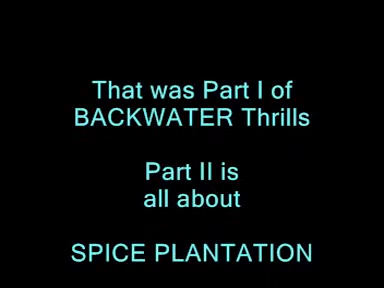 That was Part I of
BACKWATER Thrills
Part II is
all about
SPICE PLANTATION